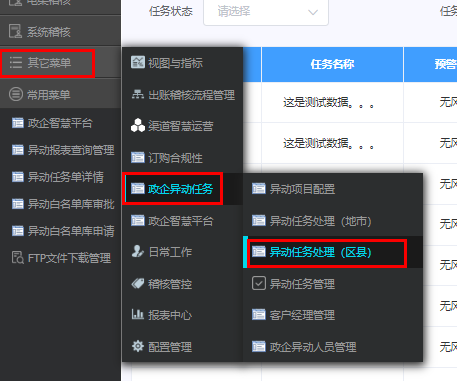 任务状态
请选择
任务
系统稽核
其它菜单
常用菜单
政企智慧平台
异动报表查询管理
异动任务单详情
异动白名单库审批
异动白名单库申请
FTP文件下载管理
视图与指标
出账稽核流程管理
渠道智慧运营
订购合规性
政企异动任务
政企智慧平台
日常工作
稽核管控
报表中心
配置管理
异动项目配置
异动任务处理（地市）
异动任务处理（区县）
异动任务管理
客户经理管理
政企异动人员管理
任务名称
预警
这是测试数据。。。
无风
这是测试数据。。。
无风
无风
无风
无风
无风